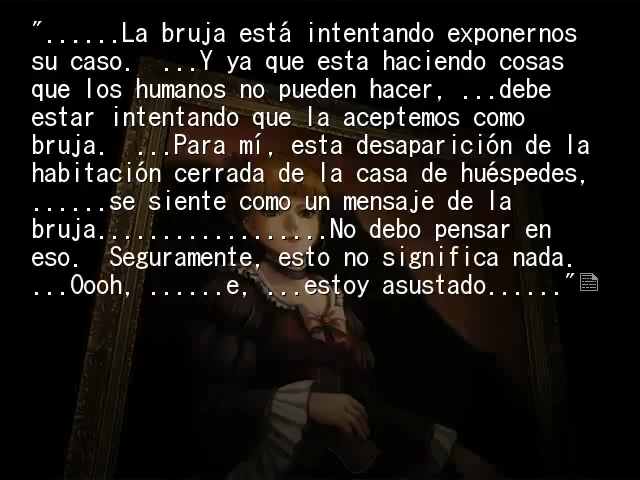 "......La bruja está intentando exponernos
su caso.  ...Y ya que esta haciendo cosas
que los humanos no pueden hacer, ...debe
estar intentando que la aceptemos como
bruja.  ...Para mí, esta desaparición de la
habitación cerrada de la casa de huéspedes,
......se siente como un mensaje de la
bruja..................No debo pensar en
eso.  Seguramente, esto no significa nada.
...Oooh, ......e, ...estoy asustado......"